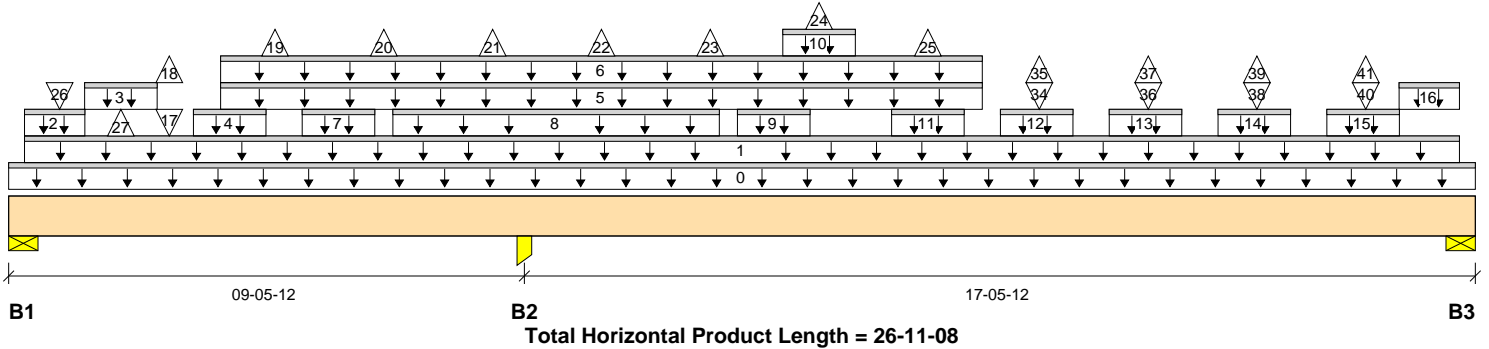 24
19 20 21 22 23 10 25
18 6 35 37 39 41
26 3 5 34 36 38 40 16
2 27 17 4 7 8 9 11 12 13 14 15
1
0
09-05-12 17-05-12
B1 B2 B3
Total Horizontal Product Length = 26-11-08